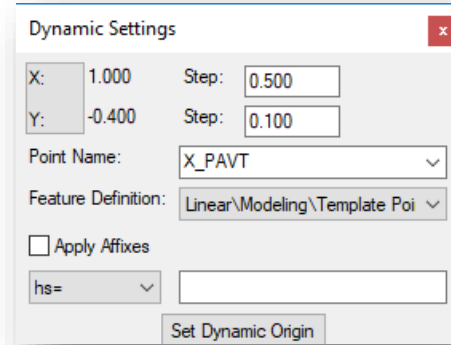 Dynamic Settings x
X: 1.000 Step: 0.500
Y: -0.400 Step: 0.100
Point Name: X_PAVT
Feature Definition: Linear\Modeling\Template Poi
Apply Affixes
hs=
Set Dynamic Origin